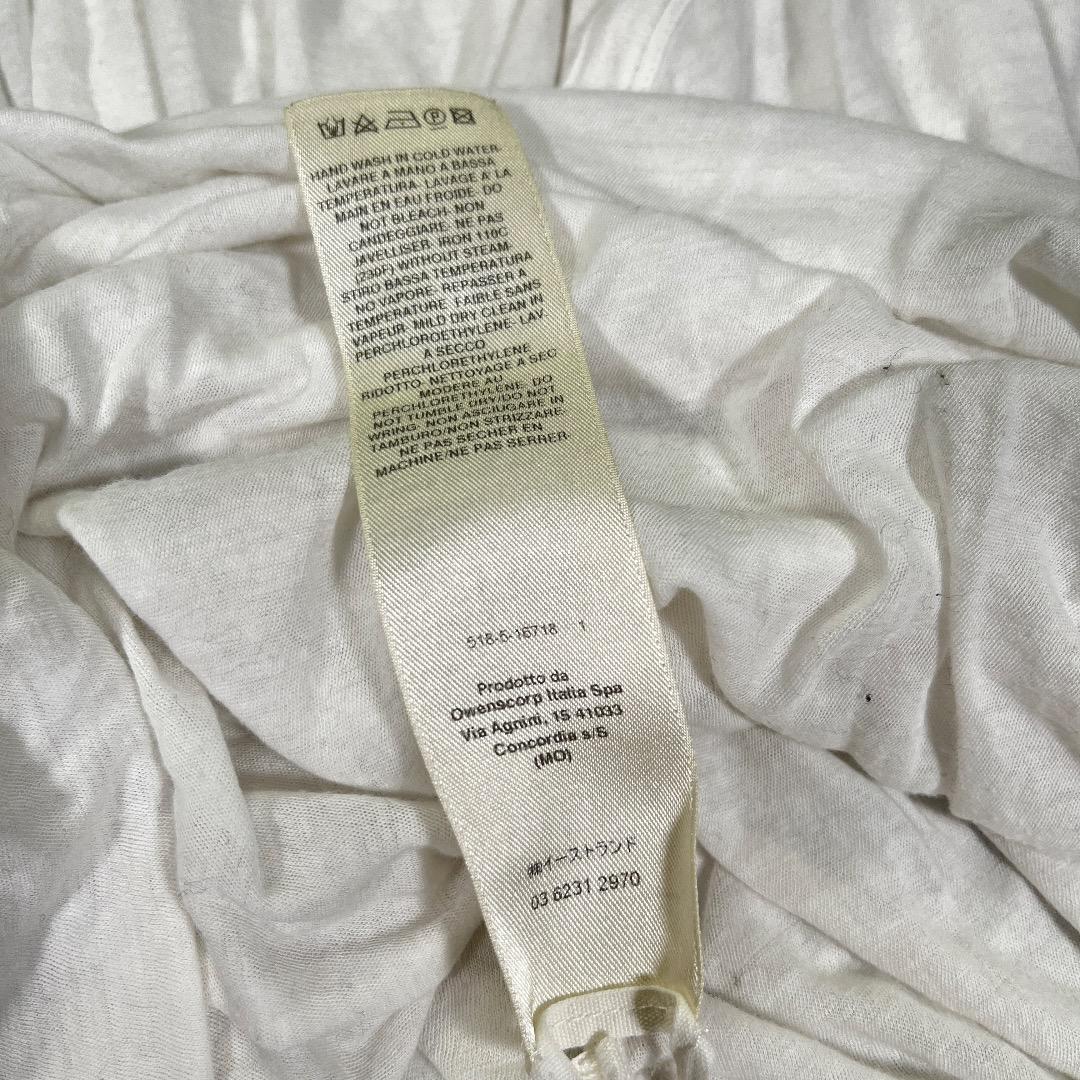 HAND WASH IN COLD WATER-
LAVARE A MANO A BASSA
TEMPERATURA- LAVAGE A LA
MAIN EN EAU FROIDE. DO
NOT BLEACH- NON
CANDEGGIARE. NE PAS
JAVELLISER. IRON 110C
(230F) WITHOUT STEAM-
STIRO BASSA TEMPERATURA
NO VAPORE. REPASSER A
TEMPERATURE. FAIBLE SANS
VAPEUR. MILD DRY CLEAN IN
PERCHLOROETHYLENE- LAV.
A SECCO
PERCHLORETHYLENE
RIDOTTO. NETTOYAGE A SEC
MODERE AU
PERCHLORETHYLENE. DO
NOT TUMBLE DRY/DO NOT
WRING. NON ASCIUGARE IN
TAMBURO/NON STRIZZARE.
NE PAS SECHER EN
MACHINE/NE PAS SERRER-
518-5-16718 1
Prodotto da
Owenscorp Italia Spa
Via Agnini, 15 41033
Concordia s/S
(MO)
㈱イーストランド
03 6231 2970